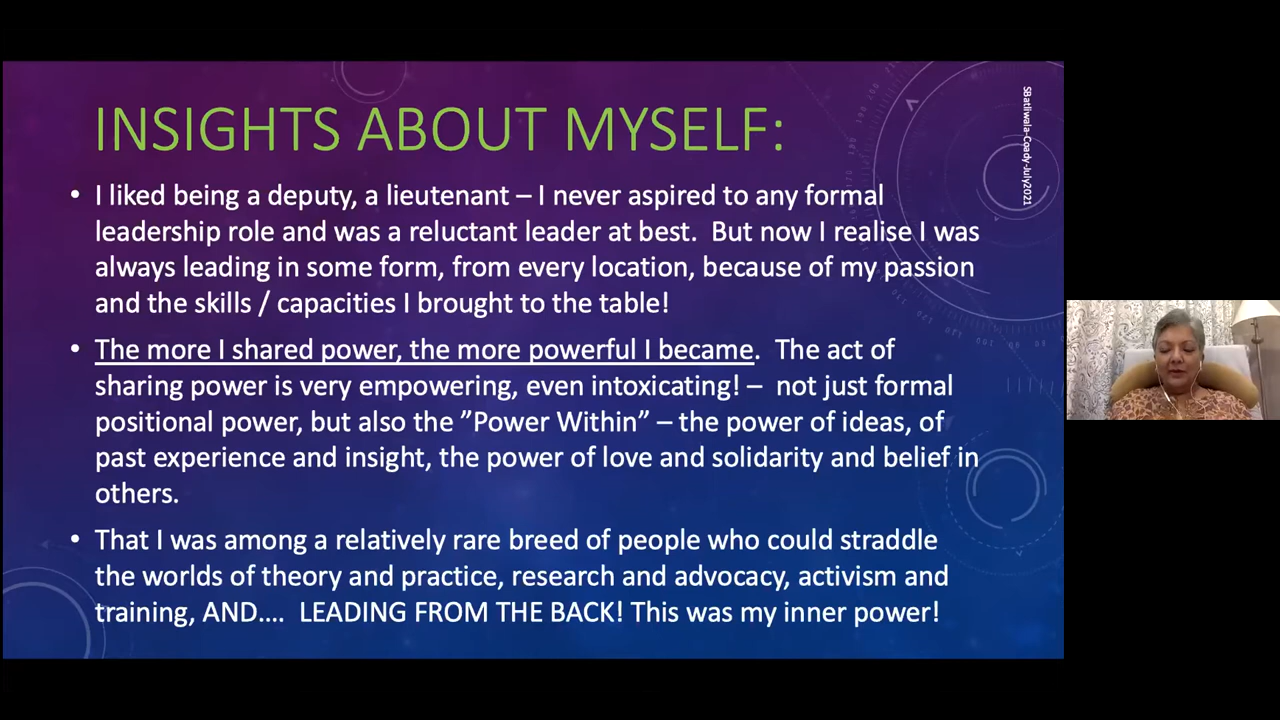 INSIGHTS ABOUT MYSELF:
• I liked being a deputy, a lieutenant – I never aspired to any formal
leadership role and was a reluctant leader at best.  But now I realise I was
always leading in some form, from every location, because of my passion
and the skills / capacities I brought to the table!
• The more I shared power, the more powerful I became.  The act of
sharing power is very empowering, even intoxicating! –  not just formal
positional power, but also the ”Power Within” – the power of ideas, of
past experience and insight, the power of love and solidarity and belief in
others.
• That I was among a relatively rare breed of people who could straddle
the worlds of theory and practice, research and advocacy, activism and
training, AND….  LEADING FROM THE BACK! This was my inner power!
SBatliwala-Coady-July2021